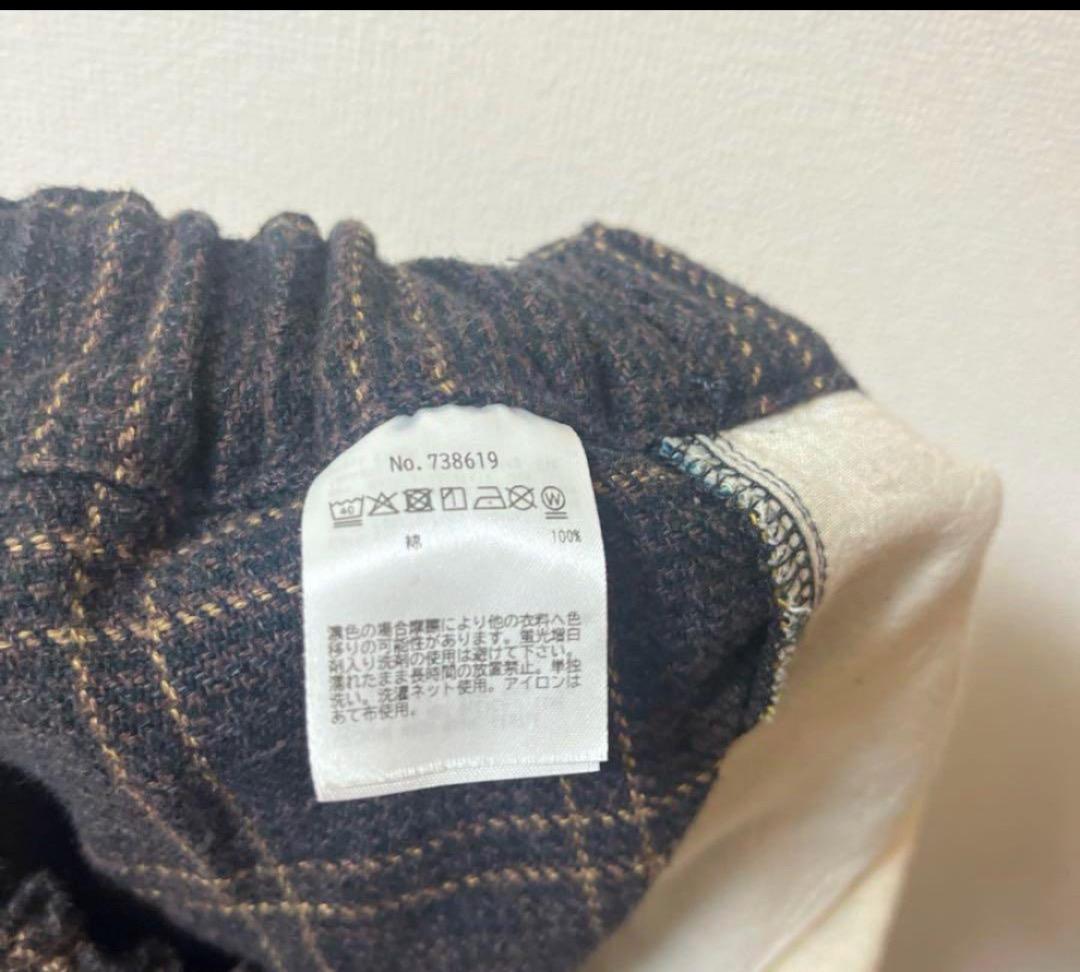 No.738619
40 W
綿 100%
濃色の場合摩擦により他の衣料へ色
移りの可能性があります。蛍光増白
剤入り洗剤の使用は避けて下さい。
濡れたまま長時間の放置禁止。単独
洗い。洗濯ネット使用。アイロンは
あて布使用。